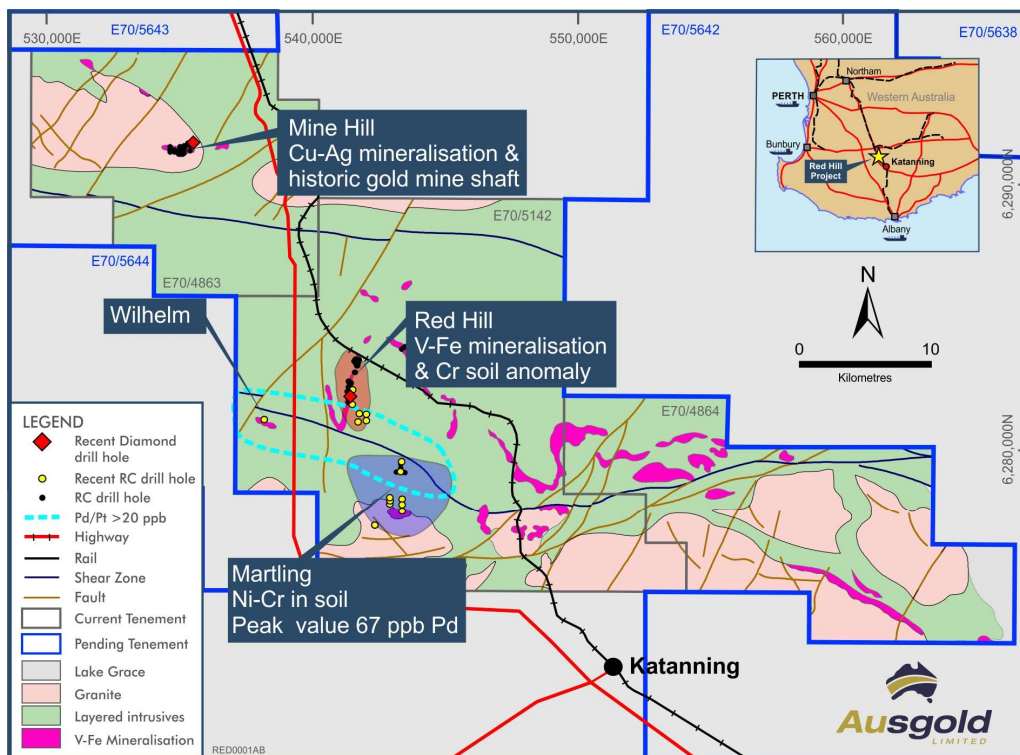 530,000E
E70/5643
540,000E
550,000E
E70/5642
560,000E
E70/5638
Northam
PERTH
Western Australia
Bunbury
Red Hill
Project
Katanning
Albany
6,290,000N
Mine Hill
Cu-Ag mineralisation &
historic gold mine shaft
E70/5142
E70/5644
E70/4863
Wilhelm
Red Hill
V-Fe mineralisation
& Cr soil anomaly
N
0
10
Kilometres
E70/4864
6,280,000N
LEGEND
Recent Diamond
drill hole
Recent RC drill hole
RC drill hole
Pd/Pt >20 ppb
Highway
Rail
Shear Zone
Fault
Current Tenement
Pending Tenement
Lake Grace
Granite
Layered intrusives
V-Fe Mineralisation
Martling
Ni-Cr in soil
Peak value 67 ppb Pd
Katanning
Ausgold
LIMITED
RED0001AB